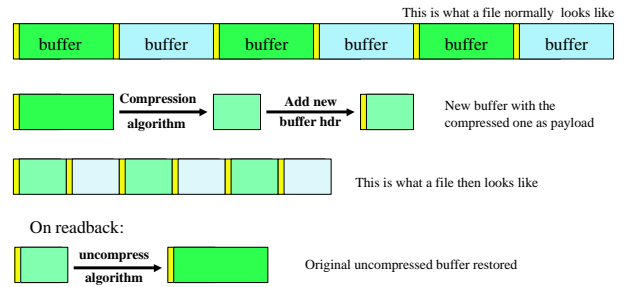 This is what a file normally looks like
buffer buffer buffer buffer buffer buffer
Compression
algorithm
Add new
buffer hdr
New buffer with the
compressed one as payload
This is what a file then looks like
On readback:
uncompress
algorithm
Original uncompressed buffer restored